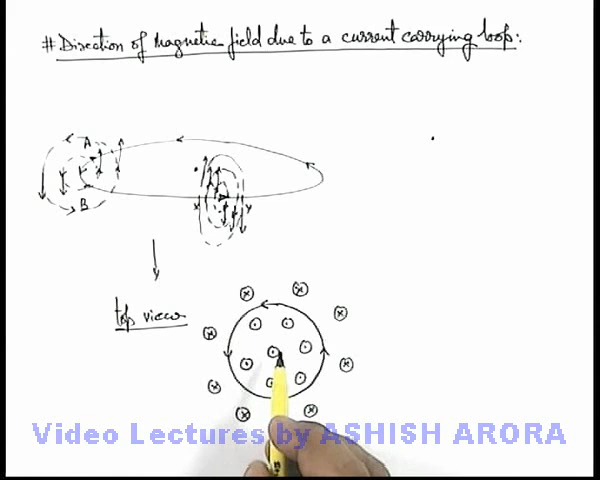 # Direction of magnetic field due to a current carrying loop:
A
B
top view
Video Lectures by ASHISH ARORA